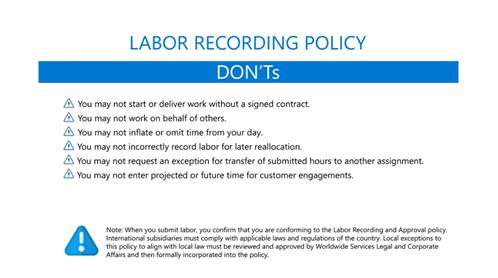 LABOR RECORDING POLICY
DON'Ts
You may not start or deliver work without a signed contract.
You may not work on behalf of others.
You may not inflate or omit time from your day.
You may not incorrectly record labor for later reallocation.
You may not request an exception for transfer of submitted hours to another assignment.
You may not enter projected or future time for customer engagements.
Note: When you submit labor, you confirm that you are conforming to the Labor Recording and Approval policy.
International subsidiaries must comply with applicable laws and regulations of the country. Local exceptions to
this policy to align with local law must be reviewed and approved by Worldwide Services Legal and Corporate
Affairs and then formally incorporated into the policy.